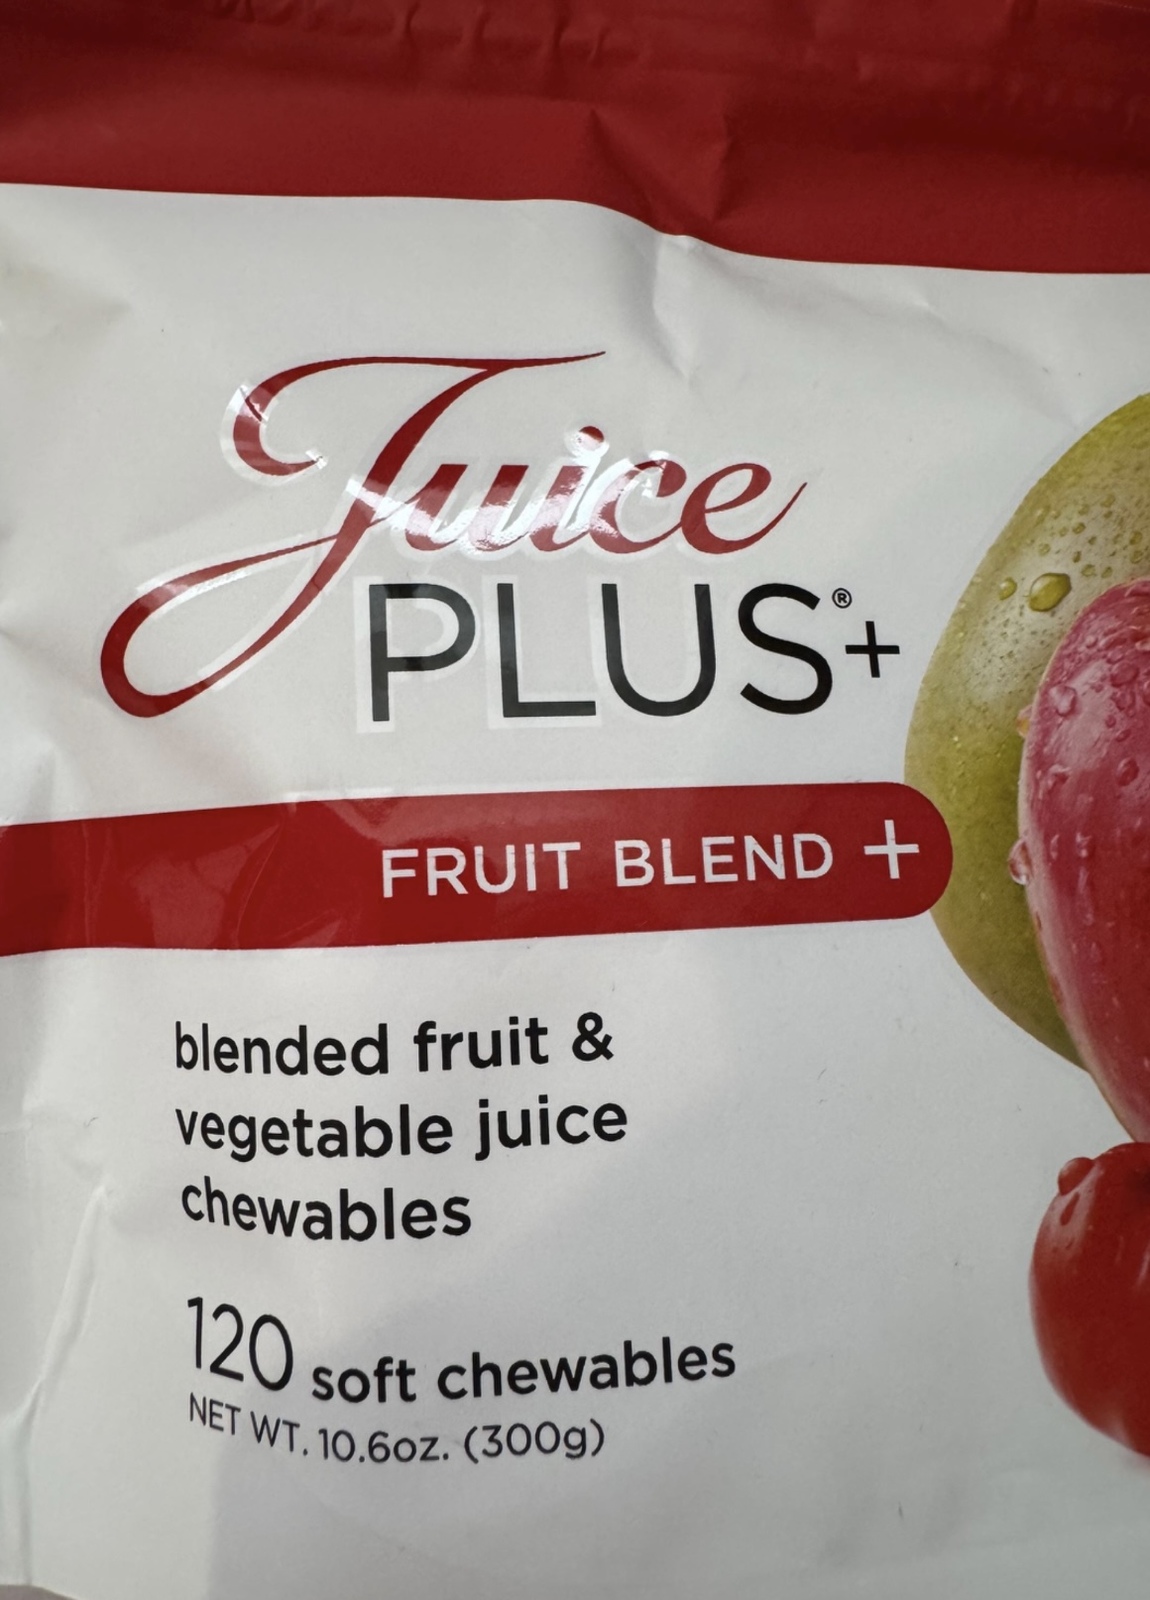 Juice
PLUS®+
FRUIT BLEND +
blended fruit &
vegetable juice
chewables
120 soft chewables
NET WT. 10.6oz. (300g)